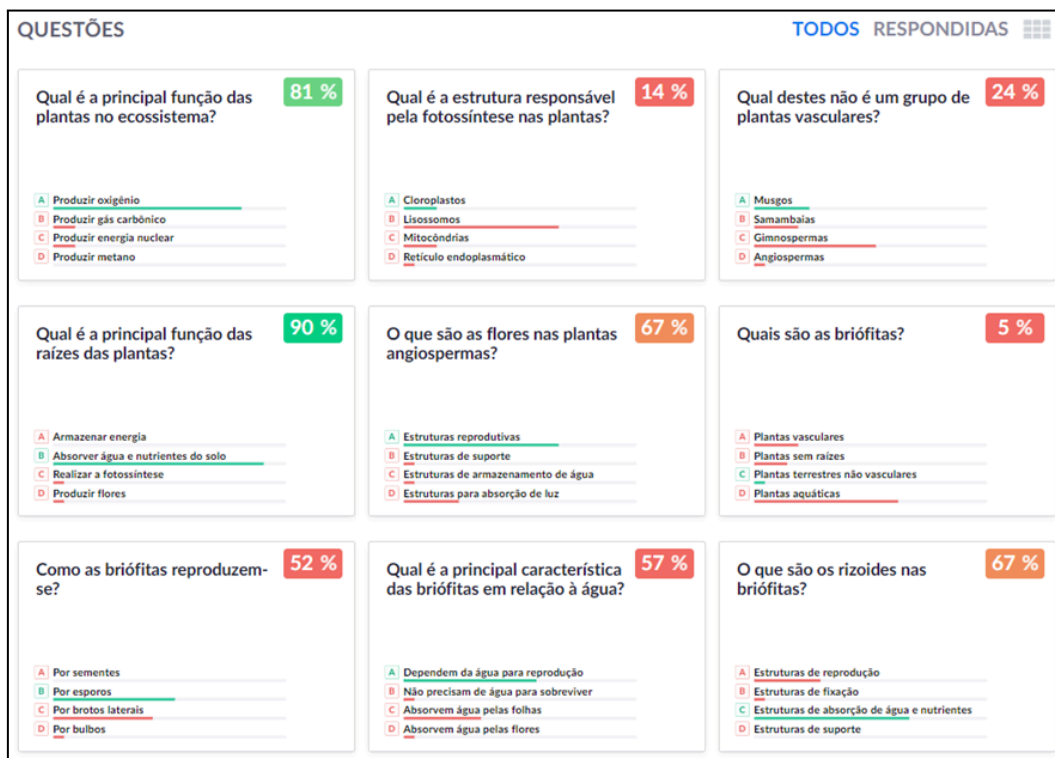 QUESTÕES
TODOS RESPONDIDAS
Qual é a principal função das
plantas no ecossistema?
81 %
A Produzir oxigênio
B Produzir gás carbônico
C Produzir energia nuclear
D Produzir metano
Qual é a estrutura responsável
pela fotossíntese nas plantas?
14 %
A Cloroplastos
B Lisossomos
C Mitocôndrias
D Retículo endoplasmático
Qual destes não é um grupo de
plantas vasculares?
24 %
A Musgos
B Samambaias
C Gimnospermas
D Angiospermas
Qual é a principal função das
raízes das plantas?
90 %
A Armazenar energia
B Absorver água e nutrientes do solo
C Realizar a fotossíntese
D Produzir flores
O que são as flores nas plantas
angiospermas?
67 %
A Estruturas reprodutivas
B Estruturas de suporte
C Estruturas de armazenamento de água
D Estruturas para absorção de luz
Quais são as briófitas?
5 %
A Plantas vasculares
B Plantas sem raízes
C Plantas terrestres não vasculares
D Plantas aquáticas
Como as briófitas reproduzem-
se?
52 %
A Por sementes
B Por esporos
C Por brotos laterais
D Por bulbos
Qual é a principal característica
das briófitas em relação à água?
57 %
A Dependem da água para reprodução
B Não precisam de água para sobreviver
C Absorvem água pelas folhas
D Absorvem água pelas flores
O que são os rizoides nas
briófitas?
67 %
A Estruturas de reprodução
B Estruturas de fixação
C Estruturas de absorção de água e nutrientes
D Estruturas de suporte